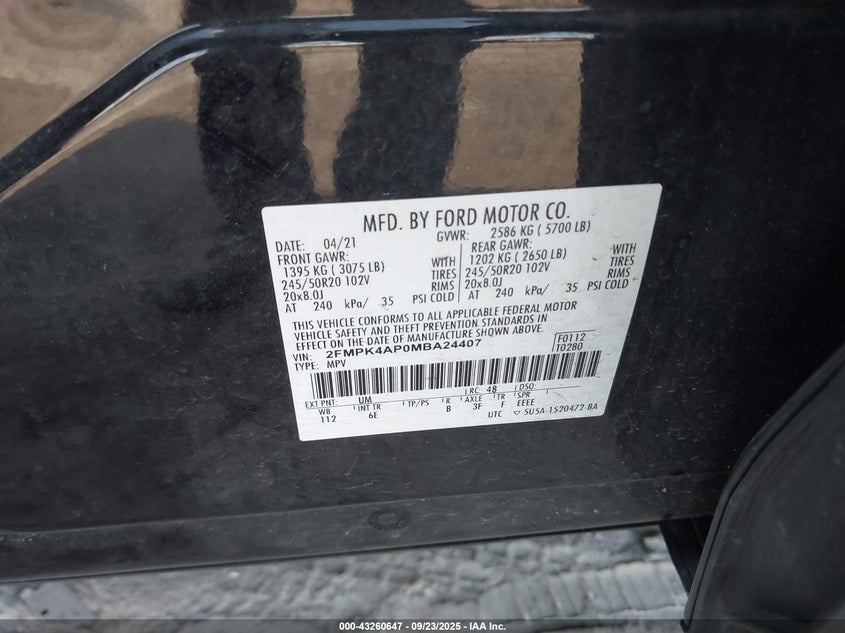 MFD. BY FORD MOTOR CO.
DATE: 04/21 GVWR: 2586 KG ( 5700 LB)
FRONT GAWR: REAR GAWR:
1395 KG ( 3075 LB) WITH 1202 KG ( 2650 LB) WITH
245/50R20 102V TIRES 245/50R20 102V TIRES
20x8.0J RIMS 20x8.0J RIMS
AT 240 kPa/ 35 PSI COLD AT 240 kPa/ 35 PSI COLD
THIS VEHICLE CONFORMS TO ALL APPLICABLE FEDERAL MOTOR
VEHICLE SAFETY AND THEFT PREVENTION STANDARDS IN
EFFECT ON THE DATE OF MANUFACTURE SHOWN ABOVE.
VIN: 2FMPK4AP0MBA24407 F0112
TYPE: MPV T0280
EXT PNT: UM RC: 48 DSO:
WB INT TR TP/PS R AXLE TR SPR
112 6E B 3F F EEEE
UTC 5U5A-1520472-BA
000-43260647 - 09/23/2025 - IAA Inc.